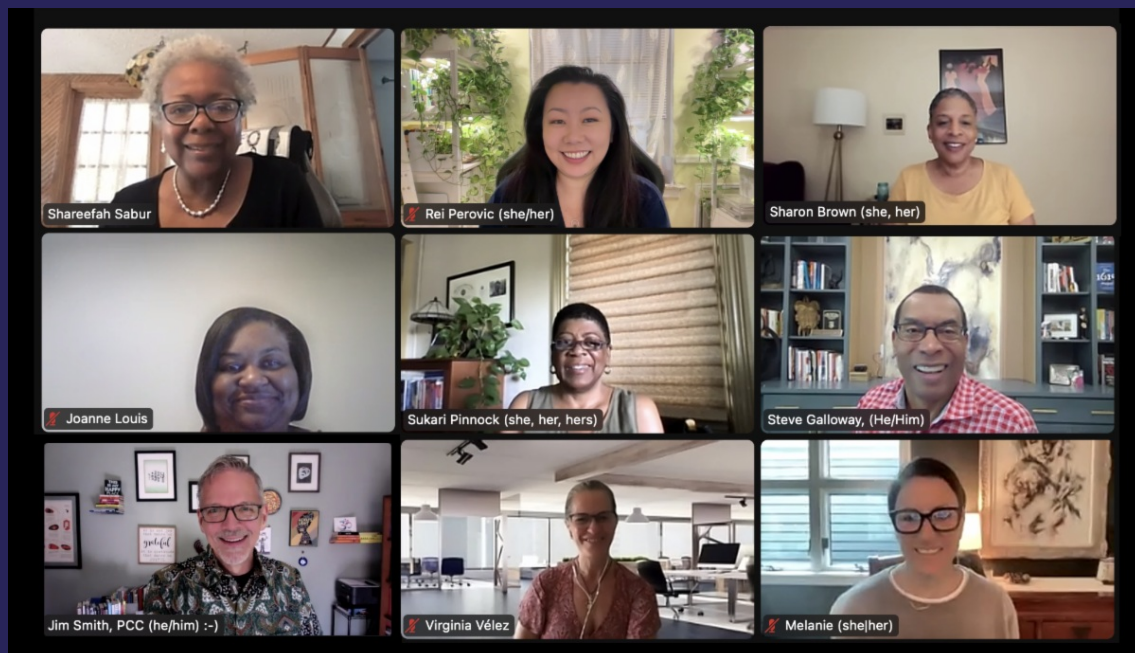 Shareefah Sabur
Rei Perovic (she/her)
Sharon Brown (she, her)
Joanne Louis
Sukari Pinnock (she, her, hers)
Steve Galloway, (He/Him)
grateful
Jim Smith, PCC (he/him) :-)
Virginia Vélez
Melanie (she|her)